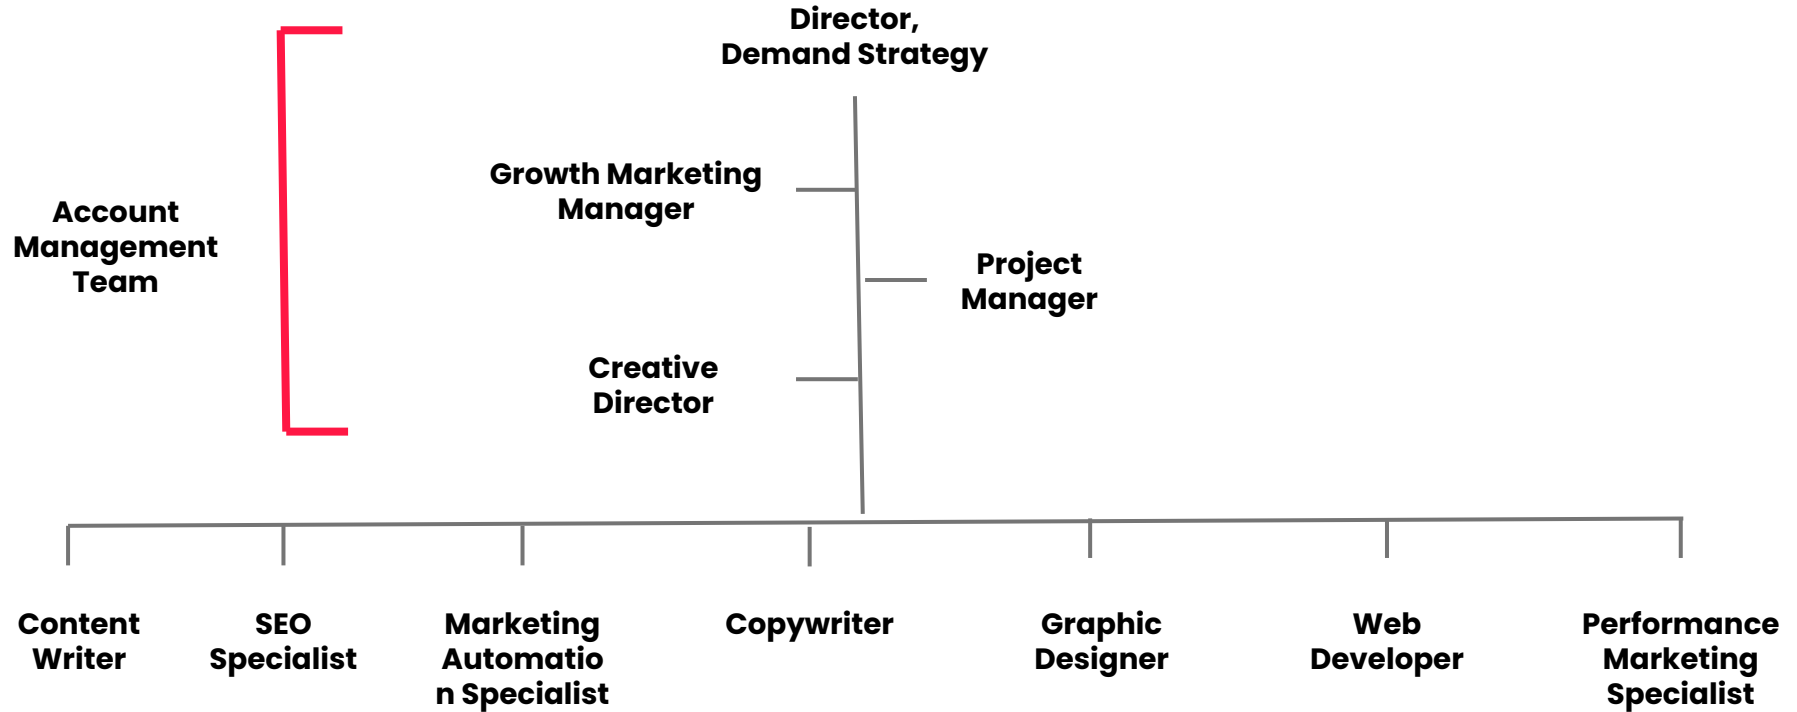 Director,
Demand Strategy
Growth Marketing
Manager
Account
Management
Team
Project
Manager
Creative
Director
Content
Writer
SEO
Specialist
Marketing
Automatio
n Specialist
Copywriter
Graphic
Designer
Web
Developer
Performance
Marketing
Specialist